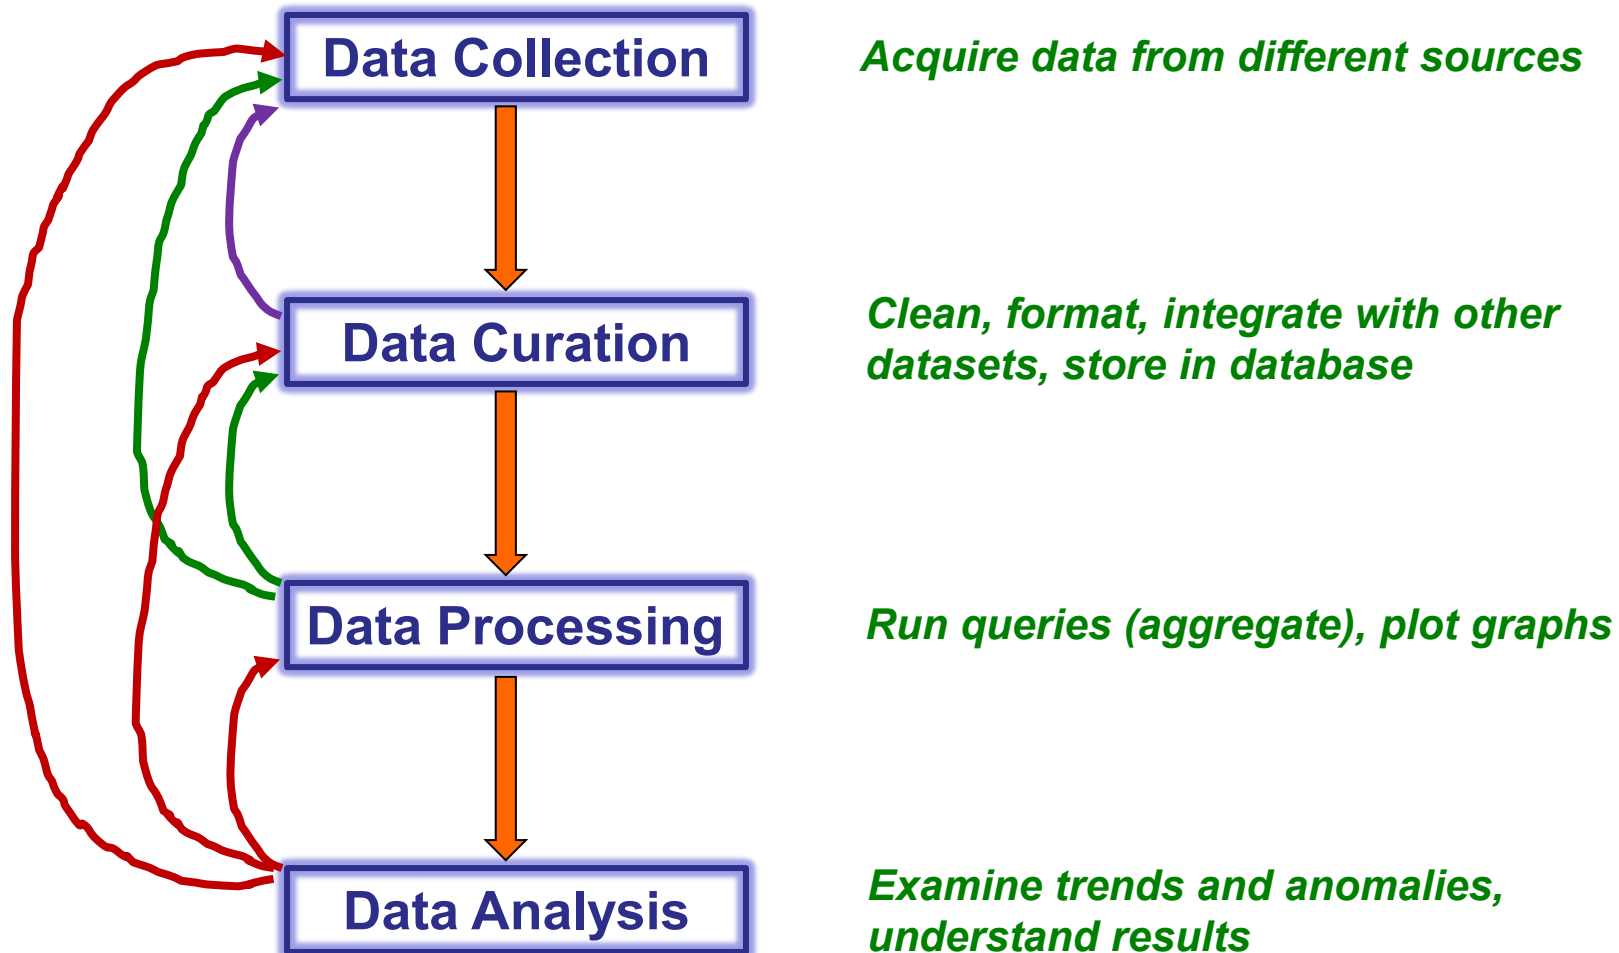 Data Collection
Acquire data from different sources
Data Curation
Clean, format, integrate with other
datasets, store in database
Data Processing
Run queries (aggregate), plot graphs
Data Analysis
Examine trends and anomalies,
understand results